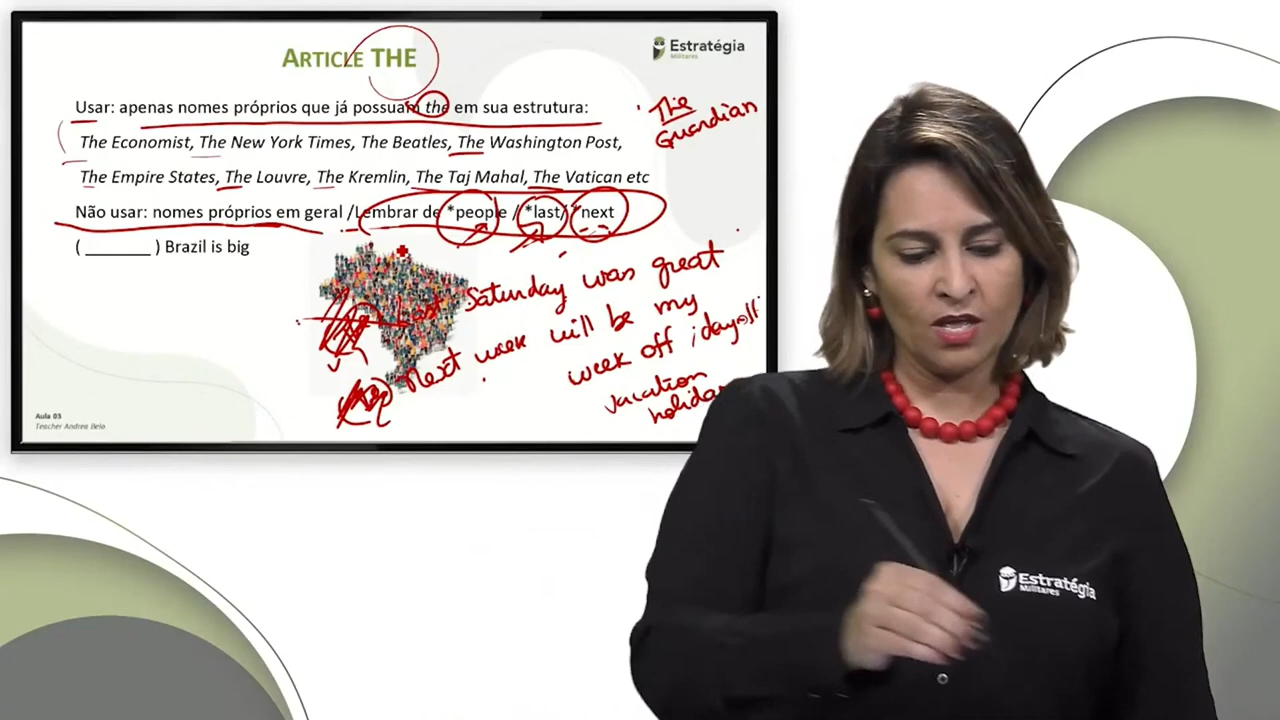 ARTICLE THE
Estratégia
Militares
Usar: apenas nomes próprios que já possuam the em sua estrutura:
The Economist, The New York Times, The Beatles, The Washington Post,
The Empire States, The Louvre, The Kremlin, The Taj Mahal, The Vatican etc
Não usar: nomes próprios em geral /Lembrar de *people / *last/ *next
( _______ ) Brazil is big
The
Guardian
Last Saturday was great
Next week will be my
week off / day off
vacation
holiday
Aula 03
Teacher Andrea Belo
Estratégia
Militares